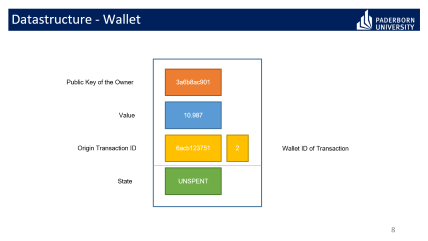 Datastructure - Wallet
PADERBORN
UNIVERSITY
Public Key of the Owner
3a6b8ac901
Value
10.987
Origin Transaction ID
6acb123751
2
Wallet ID of Transaction
State
UNSPENT
8